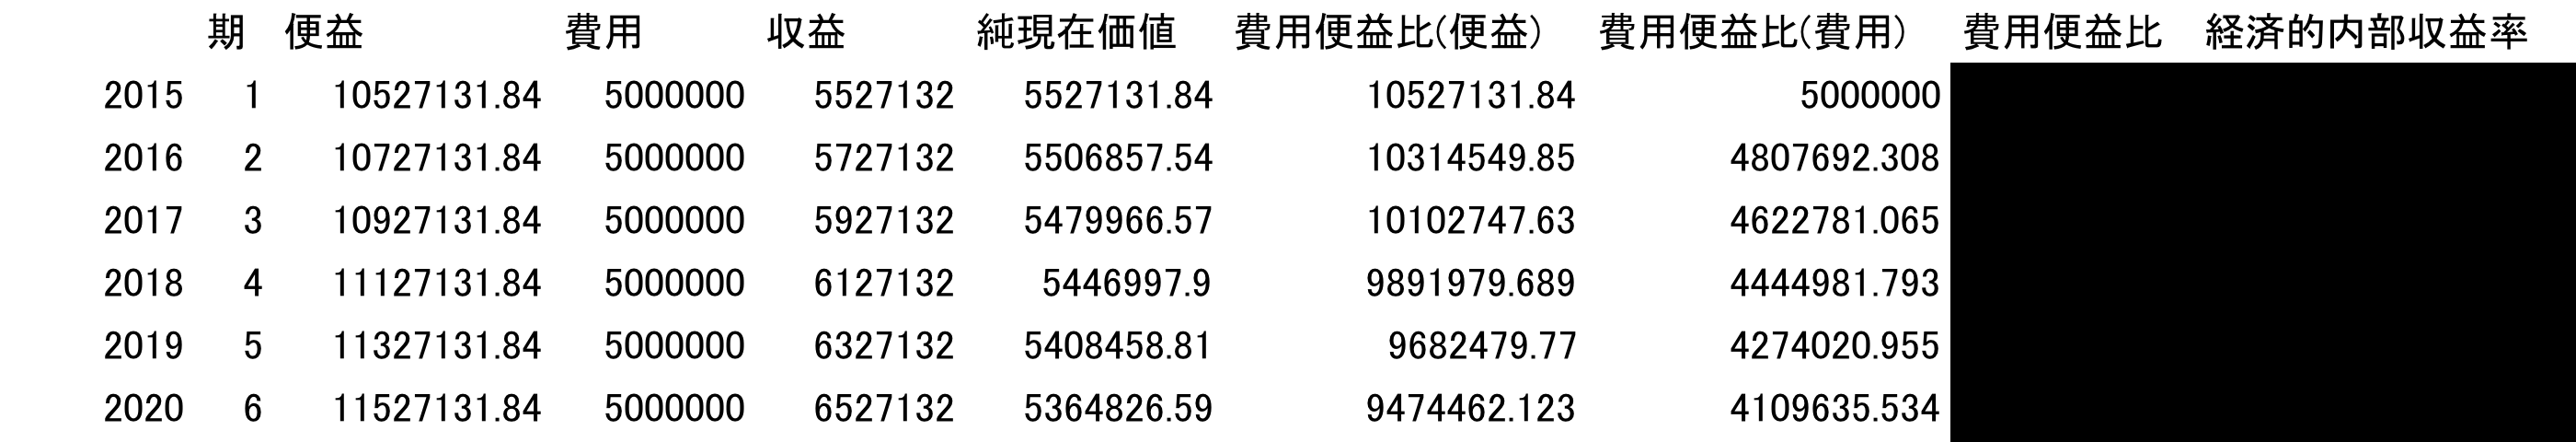 期 便益 費用 収益 純現在価値 費用便益比(便益) 費用便益比(費用) 費用便益比 経済的内部収益率
2015 1 10527131.84 5000000 5527132 5527131.84 10527131.84 5000000
2016 2 10727131.84 5000000 5727132 5506857.54 10314549.85 4807692.308
2017 3 10927131.84 5000000 5927132 5479966.57 10102747.63 4622781.065
2018 4 11127131.84 5000000 6127132 5446997.9 9891979.689 4444981.793
2019 5 11327131.84 5000000 6327132 5408458.81 9682479.77 4274020.955
2020 6 11527131.84 5000000 6527132 5364826.59 9474462.123 4109635.534